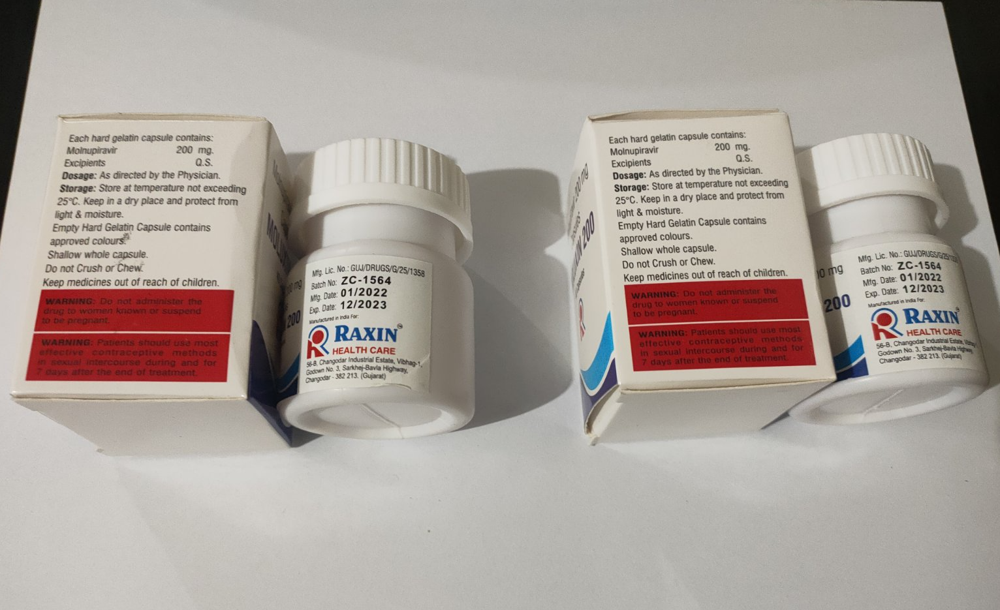 Each hard gelatin capsule contains:
Molnupiravir 200 mg.
Excipients Q.S.
Dosage: As directed by the Physician.
Storage: Store at temperature not exceeding
25°C. Keep in a dry place and protect from
light & moisture.
Empty Hard Gelatin Capsule contains
approved colours.
Shallow whole capsule.
Do not Crush or Chew.
Keep medicines out of reach of children.
WARNING: Do not administer the
drug to women known or suspend
to be pregnant.
WARNING: Patients should use most
effective contraceptive methods
in sexual intercourse during and for
7 days after the end of treatment.
mg
200
Mfg. Lic. No.: GUJ/DRUGS/G/25/1358
Batch No: ZC-1564
Mfg. Date: 01/2022
Exp. Date: 12/2023
Manufactured in India For:
RAXIN™
HEALTH CARE
56-B, Changodar Industrial Estate, Vibhag-1,
Godown No. 3, Sarkhej-Bavla Highway,
Changodar - 382 213. (Gujarat)
200 mg
200
Each hard gelatin capsule contains:
Molnupiravir 200 mg.
Excipients Q.S.
Dosage: As directed by the Physician.
Storage: Store at temperature not exceeding
25°C. Keep in a dry place and protect from
light & moisture.
Empty Hard Gelatin Capsule contains
approved colours.
Shallow whole capsule.
Do not Crush or Chew.
Keep medicines out of reach of children.
WARNING: Do not administer the
drug to women known or suspend
to be pregnant.
WARNING: Patients should use most
effective contraceptive methods
in sexual intercourse during and for
7 days after the end of treatment.
mg
200
Mfg. Lic. No.: GUJ/DRUGS/G/25/1358
Batch No: ZC-1564
Mfg. Date: 01/2022
Exp. Date: 12/2023
Manufactured in India For:
RAXIN
HEALTH CARE
56-B, Changodar Industrial Estate, Vibhag-1,
Godown No. 3, Sarkhej-Bavla Highway,
Changodar - 382 213. (Gujarat)